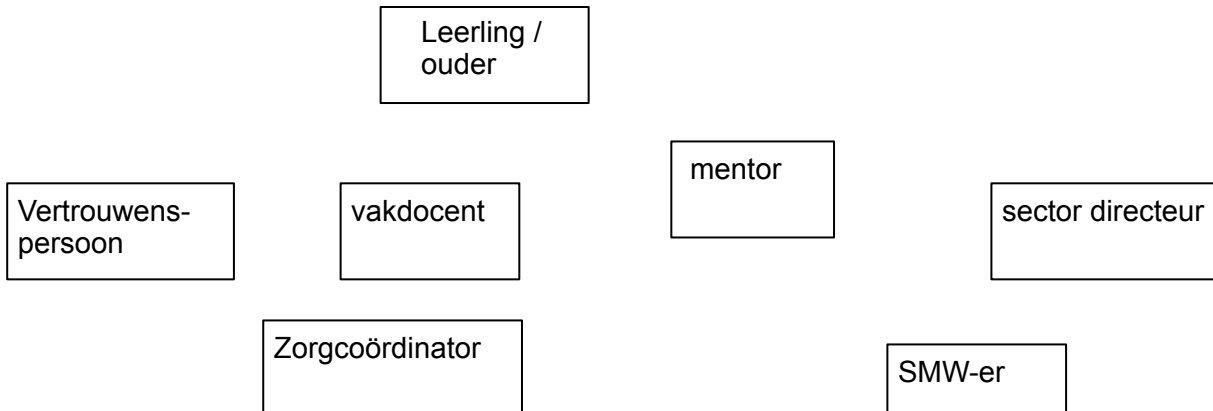 Leerling /
ouder
mentor
Vertrouwens-
persoon
vakdocent
sector directeur
Zorgcoördinator
SMW-er